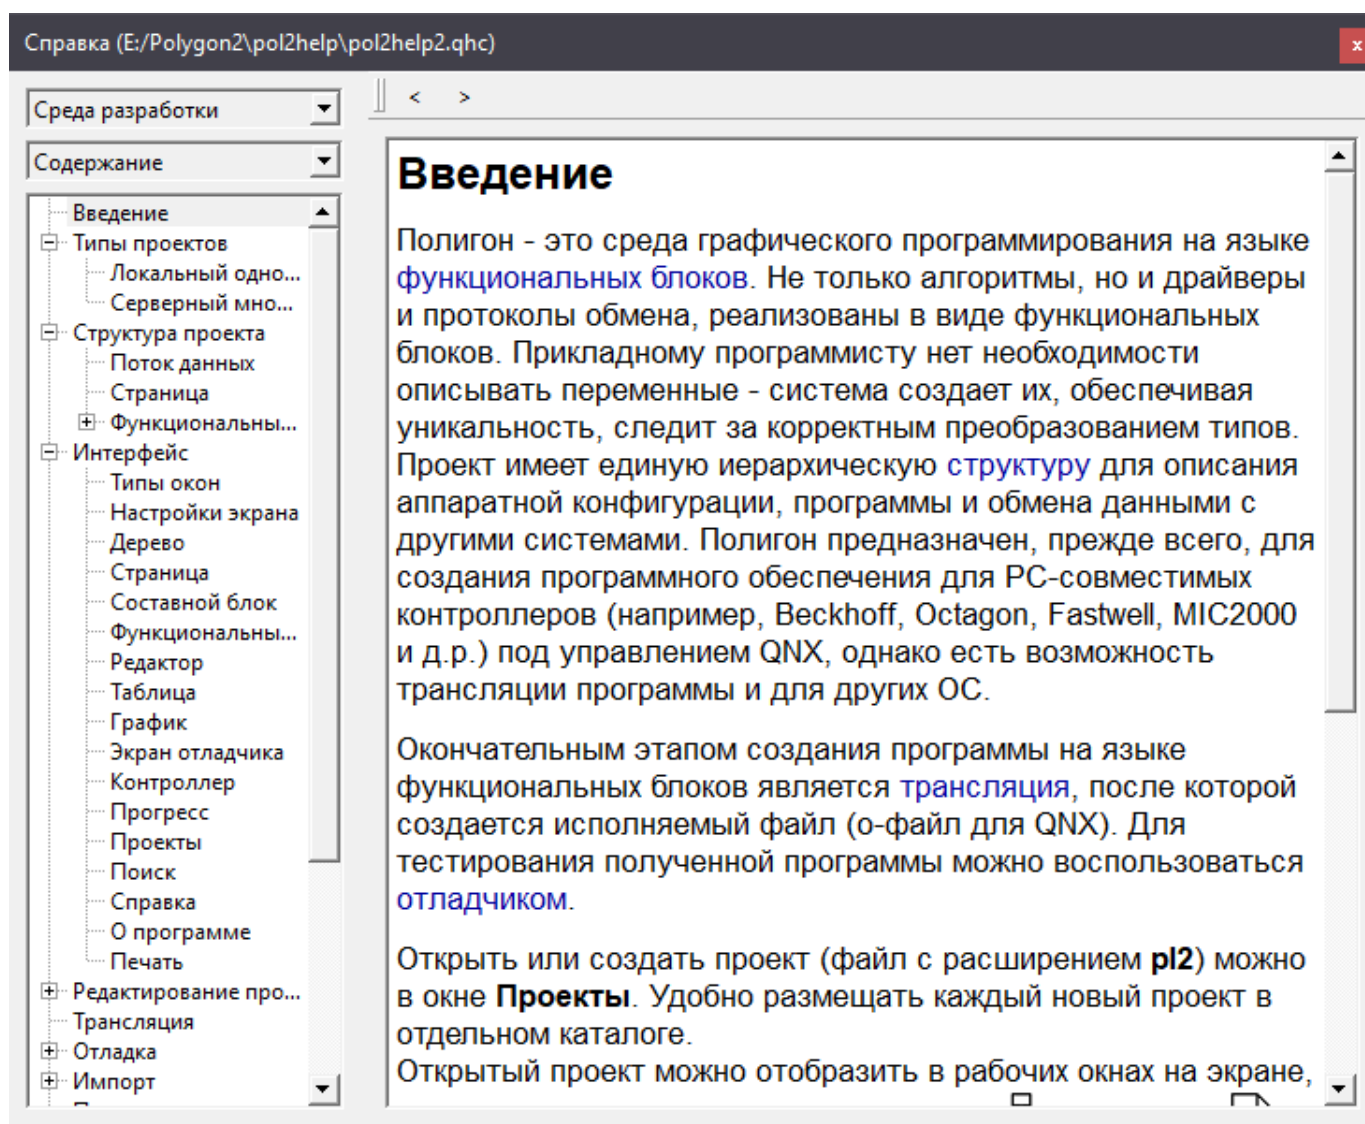 Справка (E:/Polygon2\pol2help\pol2help2.qhc)
x
Среда разработки
< >
Содержание
Введение
Типы проектов
Локальный одно...
Серверный мно...
Структура проекта
Поток данных
Страница
Функциональны...
Интерфейс
Типы окон
Настройки экрана
Дерево
Страница
Составной блок
Функциональны...
Редактор
Таблица
График
Экран отладчика
Контроллер
Прогресс
Проекты
Поиск
Справка
О программе
Печать
Редактирование про...
Трансляция
Отладка
Импорт
Введение
Полигон - это среда графического программирования на языке
функциональных блоков. Не только алгоритмы, но и драйверы
и протоколы обмена, реализованы в виде функциональных
блоков. Прикладному программисту нет необходимости
описывать переменные - система создает их, обеспечивая
уникальность, следит за корректным преобразованием типов.
Проект имеет единую иерархическую структуру для описания
аппаратной конфигурации, программы и обмена данными с
другими системами. Полигон предназначен, прежде всего, для
создания программного обеспечения для PC-совместимых
контроллеров (например, Beckhoff, Octagon, Fastwell, MIC2000
и д.р.) под управлением QNX, однако есть возможность
трансляции программы и для других ОС.
Окончательным этапом создания программы на языке
функциональных блоков является трансляция, после которой
создается исполняемый файл (о-файл для QNX). Для
тестирования полученной программы можно воспользоваться
отладчиком.
Открыть или создать проект (файл с расширением pl2) можно
в окне Проекты. Удобно размещать каждый новый проект в
отдельном каталоге.
Открытый проект можно отобразить в рабочих окнах на экране,